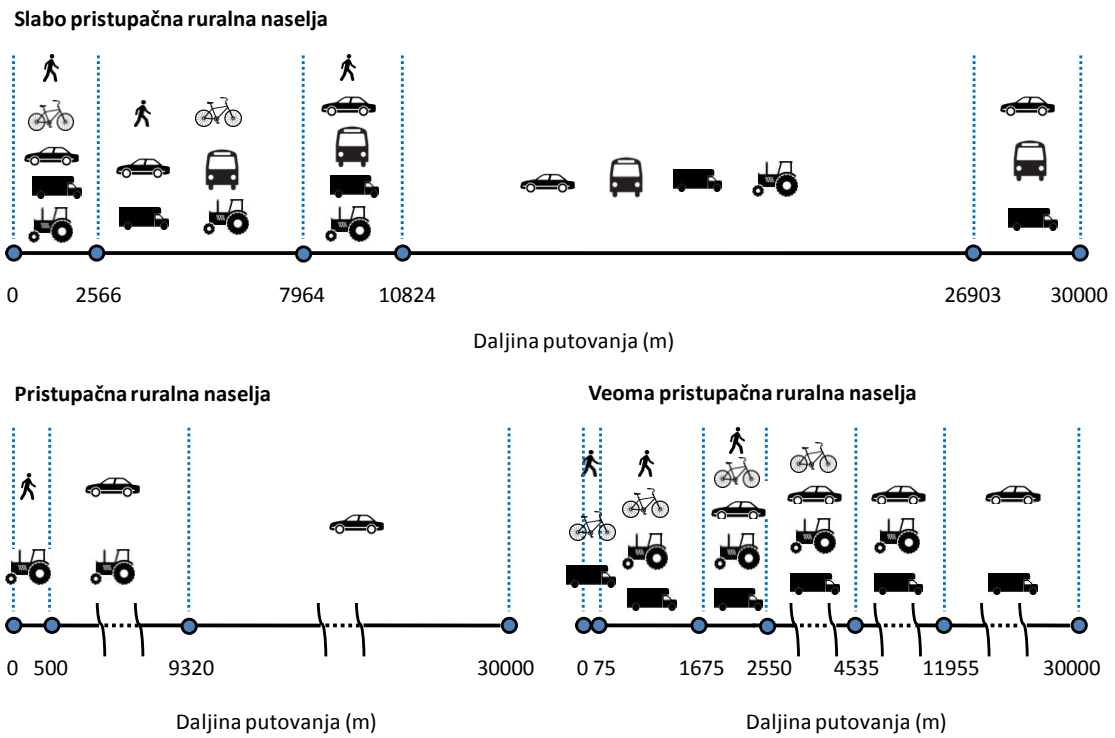 Slabo pristupačna ruralna naselja
0 2566 7964 10824 26903 30000
Daljina putovanja (m)
Pristupačna ruralna naselja
0 500 9320 30000
Daljina putovanja (m)
Veoma pristupačna ruralna naselja
0 75 1675 2550 4535 11955 30000
Daljina putovanja (m)